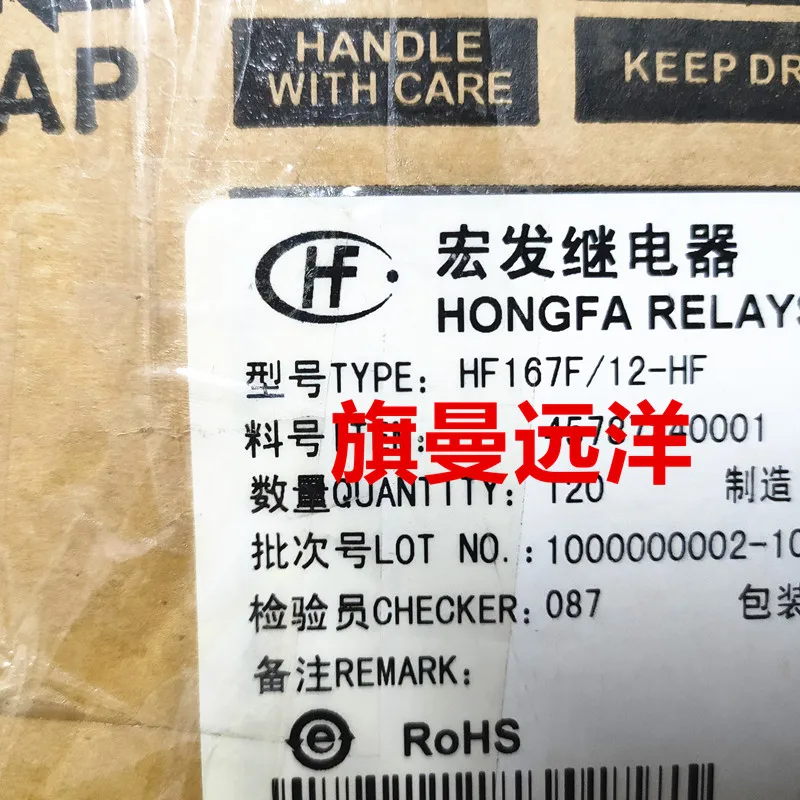 AP
HANDLE
WITH CARE
KEEP DR
HF
宏发继电器
HONGFA RELAYS
型号TYPE: HF167F/12-HF
料号
40001
旗曼远洋
数量QUANTITY: 120 制造
批次号LOT NO.:1000000002-10
检验员CHECKER: 087 包装
备注REMARK:
e RoHS